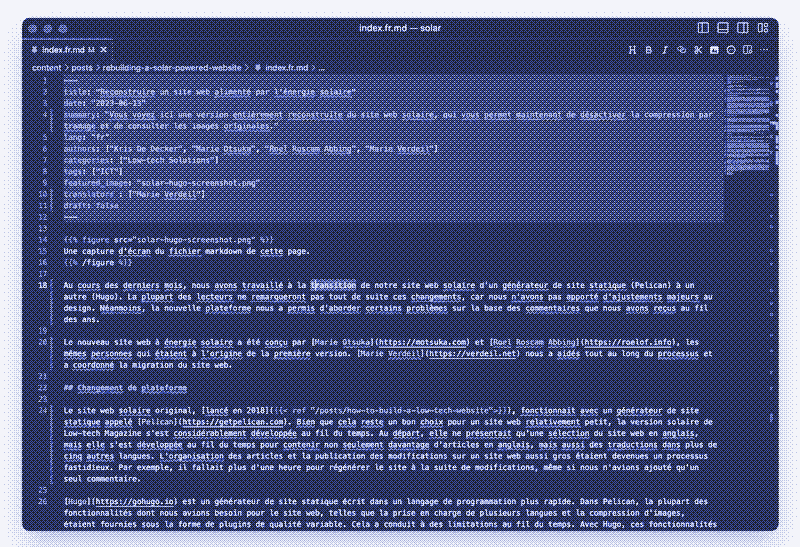 index.fr.md — solar
index.fr.md M
content > posts > rebuilding-a-solar-powered-website > index.fr.md > ...
1 ---
2 title: "Reconstruire un site web alimenté par l'énergie solaire"
3 date: "2023-06-13"
4 summary: "Vous voyez ici une version entièrement reconstruite du site web solaire, qui vous permet maintenant de désactiver la compression par
tramage et de consulter les images originales."
5 lang: "fr"
6 authors: ["Kris De Decker", "Marie Otsuka", "Roel Roscam Abbing", "Marie Verdeil"]
7 categories: ["Low-tech Solutions"]
8 tags: ["ICT"]
9 featured_image: "solar-hugo-screenshot.png"
10 translators : ["Marie Verdeil"]
11 draft: false
12 ---
13
14 {{% figure src="solar-hugo-screenshot.png" %}}
15 Une capture d'écran du fichier markdown de cette page.
16 {{% /figure %}}
17
18 Au cours des derniers mois, nous avons travaillé à la transition de notre site web solaire d'un générateur de site statique (Pelican) à un
autre (Hugo). La plupart des lecteurs ne remarqueront pas tout de suite ces changements, car nous n'avons pas apporté d'ajustements majeurs au
design. Néanmoins, la nouvelle plateforme nous a permis d'aborder certains problèmes sur la base des commentaires que nous avons reçus au fil
des ans.
19
20 Le nouveau site web à énergie solaire a été conçu par [Marie Otsuka](https://motsuka.com) et [Roel Roscam Abbing](https://roelof.info), les
mêmes personnes qui étaient à l'origine de la première version. [Marie Verdeil](https://verdeil.net) nous a aidés tout au long du processus et
a coordonné la migration du site web.
21
22
23 ## Changement de plateforme
24 Le site web solaire original, [lancé en 2018]({{< ref "/posts/how-to-build-a-low-tech-website">}}), fonctionnait avec un générateur de site
statique appelé [Pelican](https://getpelican.com). Bien que cela reste un bon choix pour un site web relativement petit, la version solaire de
Low-tech Magazine s'est considérablement développée au fil du temps. Au départ, elle ne présentait qu'une sélection du site web en anglais,
mais elle s'est développée au fil du temps pour contenir non seulement davantage d'articles en anglais, mais aussi des traductions dans plus de
cinq autres langues. L'organisation des articles et la publication des modifications sur un site web aussi gros étaient devenues un processus
fastidieux. Par exemple, il fallait plus d'une heure pour régénérer le site à la suite de modifications, même si nous n'avions ajouté qu'un
seul commentaire.
25
26 [Hugo](https://gohugo.io) est un générateur de site statique écrit dans un langage de programmation plus rapide. Dans Pelican, la plupart des
fonctionnalités dont nous avions besoin pour le site web, telles que la prise en charge de plusieurs langues et la compression d'images,
étaient fournies sous la forme de plugins de qualité variable. Cela a conduit à des limitations au fil du temps. Avec Hugo, ces fonctionnalités